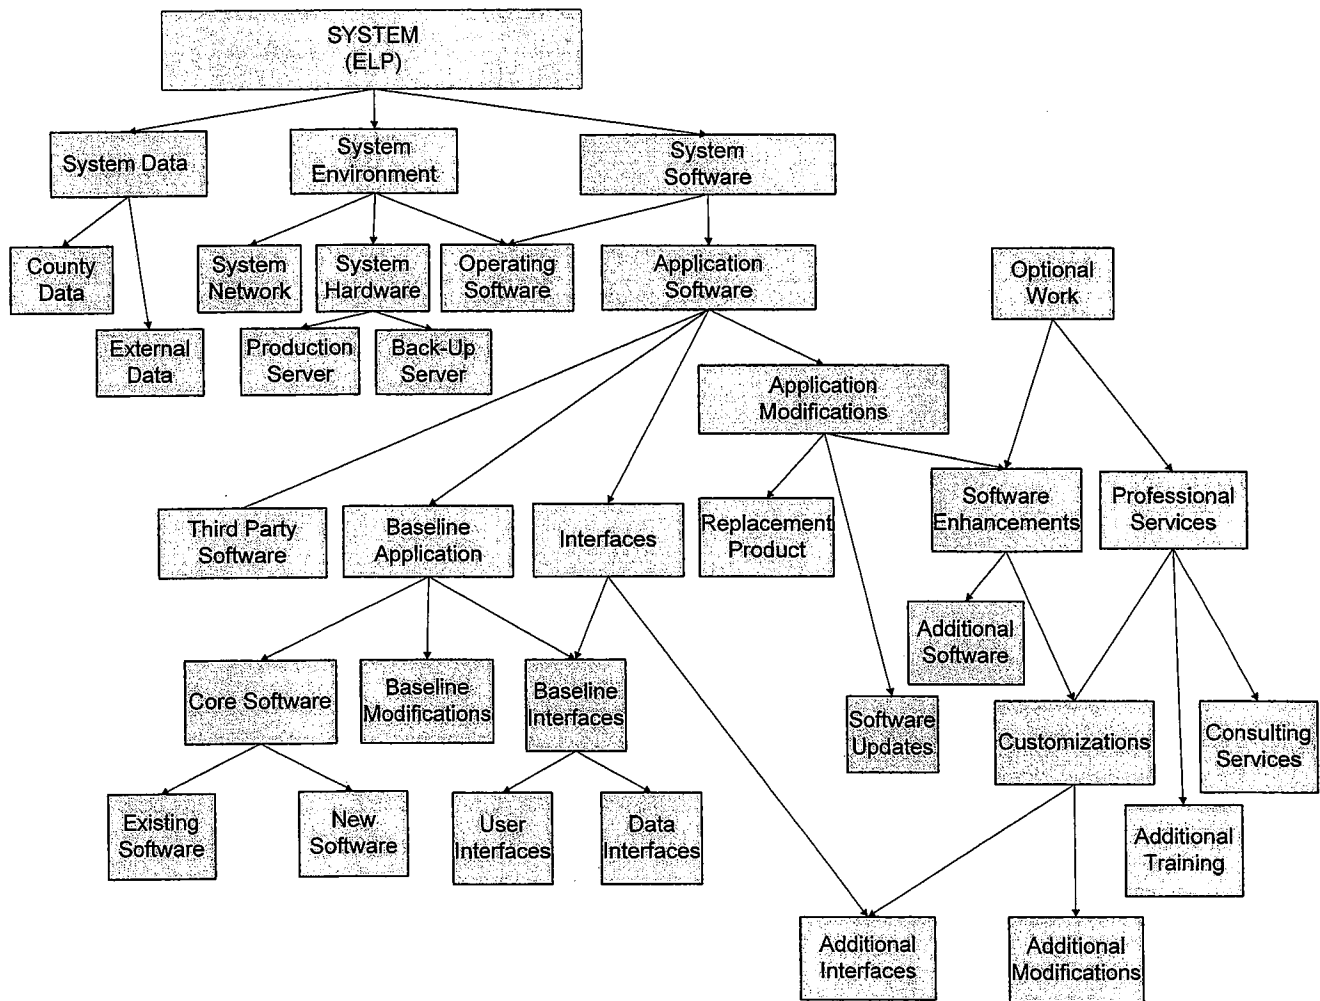 SYSTEM
(ELP)
System Data
System
Environment
System
Software
County
Data
System
Network
System
Hardware
Operating
Software
Application
Software
Optional
Work
External
Data
Production
Server
Back-Up
Server
Application
Modifications
Third Party
Software
Baseline
Application
Interfaces
Replacement
Product
Software
Enhancements
Professional
Services
Additional
Software
Core Software
Baseline
Modifications
Baseline
Interfaces
Software
Updates
Customizations
Consulting
Services
Existing
Software
New
Software
User
Interfaces
Data
Interfaces
Additional
Training
Additional
Interfaces
Additional
Modifications